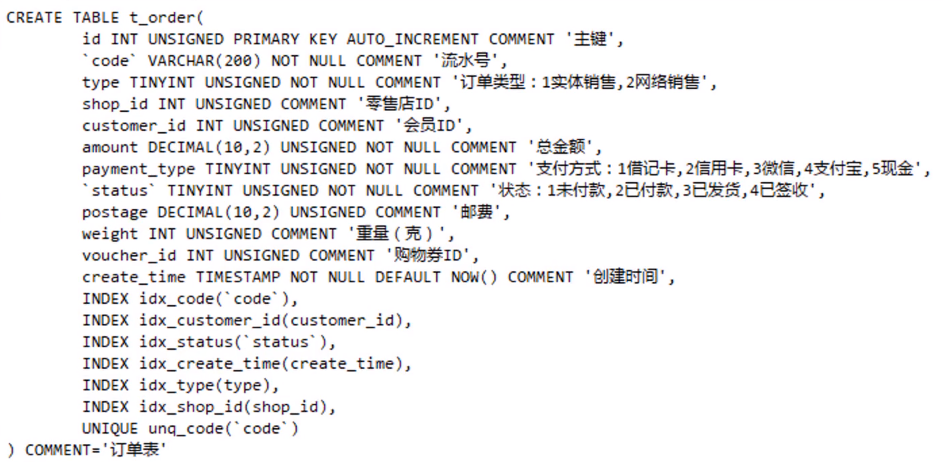 CREATE TABLE t_order(
id INT UNSIGNED PRIMARY KEY AUTO_INCREMENT COMMENT '主键',
`code` VARCHAR(200) NOT NULL COMMENT '流水号',
type TINYINT UNSIGNED NOT NULL COMMENT '订单类型：1实体销售,2网络销售',
shop_id INT UNSIGNED COMMENT '零售店ID',
customer_id INT UNSIGNED COMMENT '会员ID',
amount DECIMAL(10,2) UNSIGNED NOT NULL COMMENT '总金额',
payment_type TINYINT UNSIGNED NOT NULL COMMENT '支付方式：1借记卡,2信用卡,3微信,4支付宝,5现金',
`status` TINYINT UNSIGNED NOT NULL COMMENT '状态：1未付款,2已付款,3已发货,4已签收',
postage DECIMAL(10,2) UNSIGNED COMMENT '邮费',
weight INT UNSIGNED COMMENT '重量（克）',
voucher_id INT UNSIGNED COMMENT '购物券ID',
create_time TIMESTAMP NOT NULL DEFAULT NOW() COMMENT '创建时间',
INDEX idx_code(`code`),
INDEX idx_customer_id(customer_id),
INDEX idx_status(`status`),
INDEX idx_create_time(create_time),
INDEX idx_type(type),
INDEX idx_shop_id(shop_id),
UNIQUE unq_code(`code`)
) COMMENT='订单表'